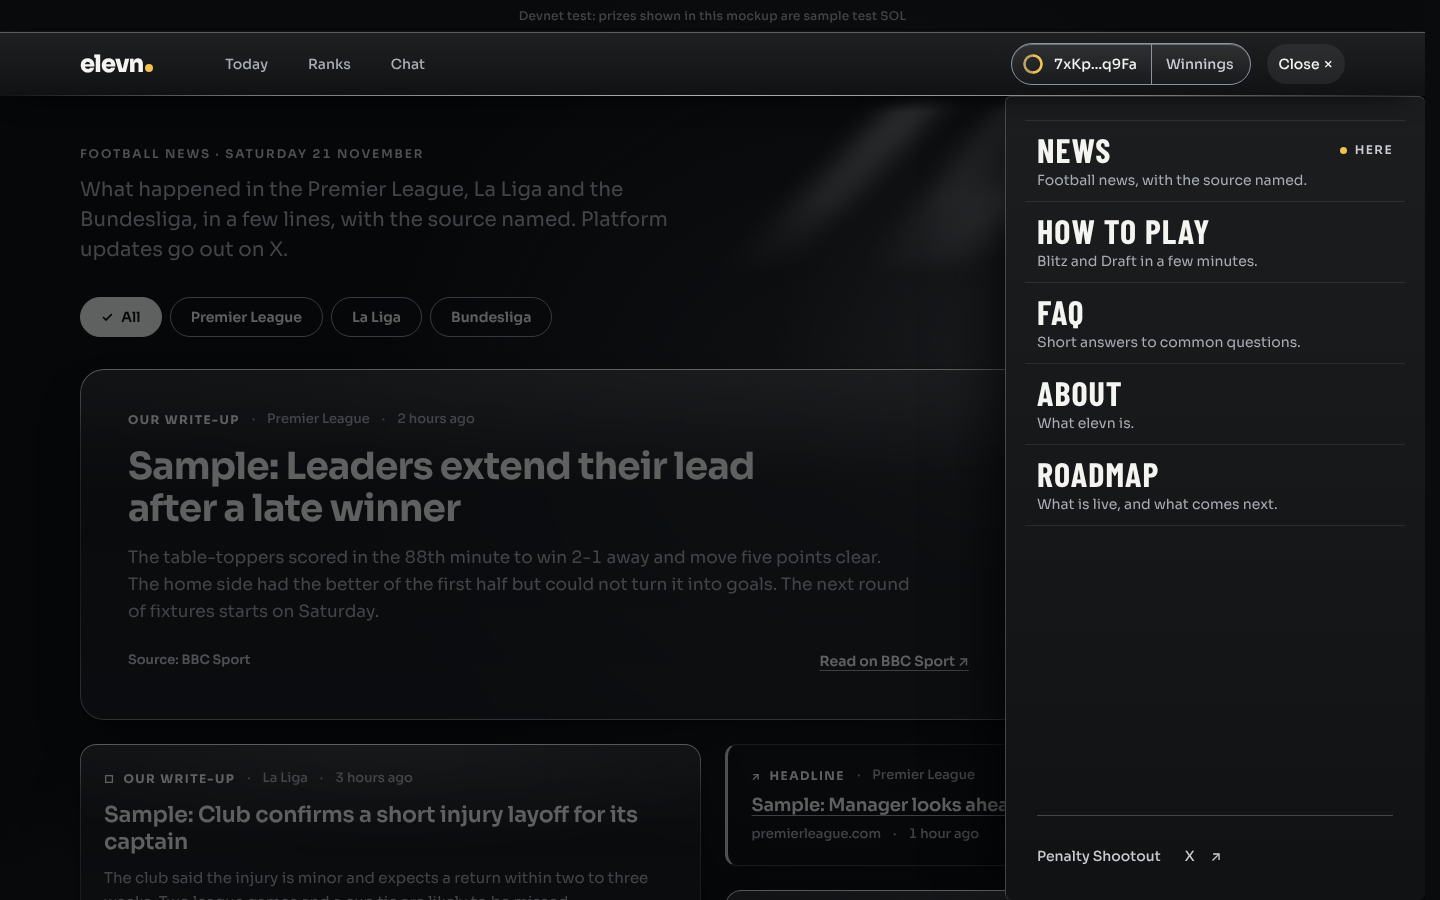 Devnet test: prizes shown in this mockup are sample test SOL
elevn.
Today
Ranks
Chat
7xKp...q9Fa
Winnings
Close ×
FOOTBALL NEWS · SATURDAY 21 NOVEMBER
What happened in the Premier League, La Liga and the
Bundesliga, in a few lines, with the source named. Platform
updates go out on X.
✓ All
Premier League
La Liga
Bundesliga
OUR WRITE-UP · Premier League · 2 hours ago
Sample: Leaders extend their lead
after a late winner
The table-toppers scored in the 88th minute to win 2-1 away and move five points clear.
The home side had the better of the first half but could not turn it into goals. The next round
of fixtures starts on Saturday.
Source: BBC Sport
Read on BBC Sport ↗
OUR WRITE-UP · La Liga · 3 hours ago
Sample: Club confirms a short injury layoff for its
captain
The club said the injury is minor and expects a return within two to three
↗ HEADLINE · Premier League
Sample: Manager looks ahea
premierleague.com · 1 hour ago
NEWS
HERE
Football news, with the source named.
HOW TO PLAY
Blitz and Draft in a few minutes.
FAQ
Short answers to common questions.
ABOUT
What elevn is.
ROADMAP
What is live, and what comes next.
Penalty Shootout
X ↗